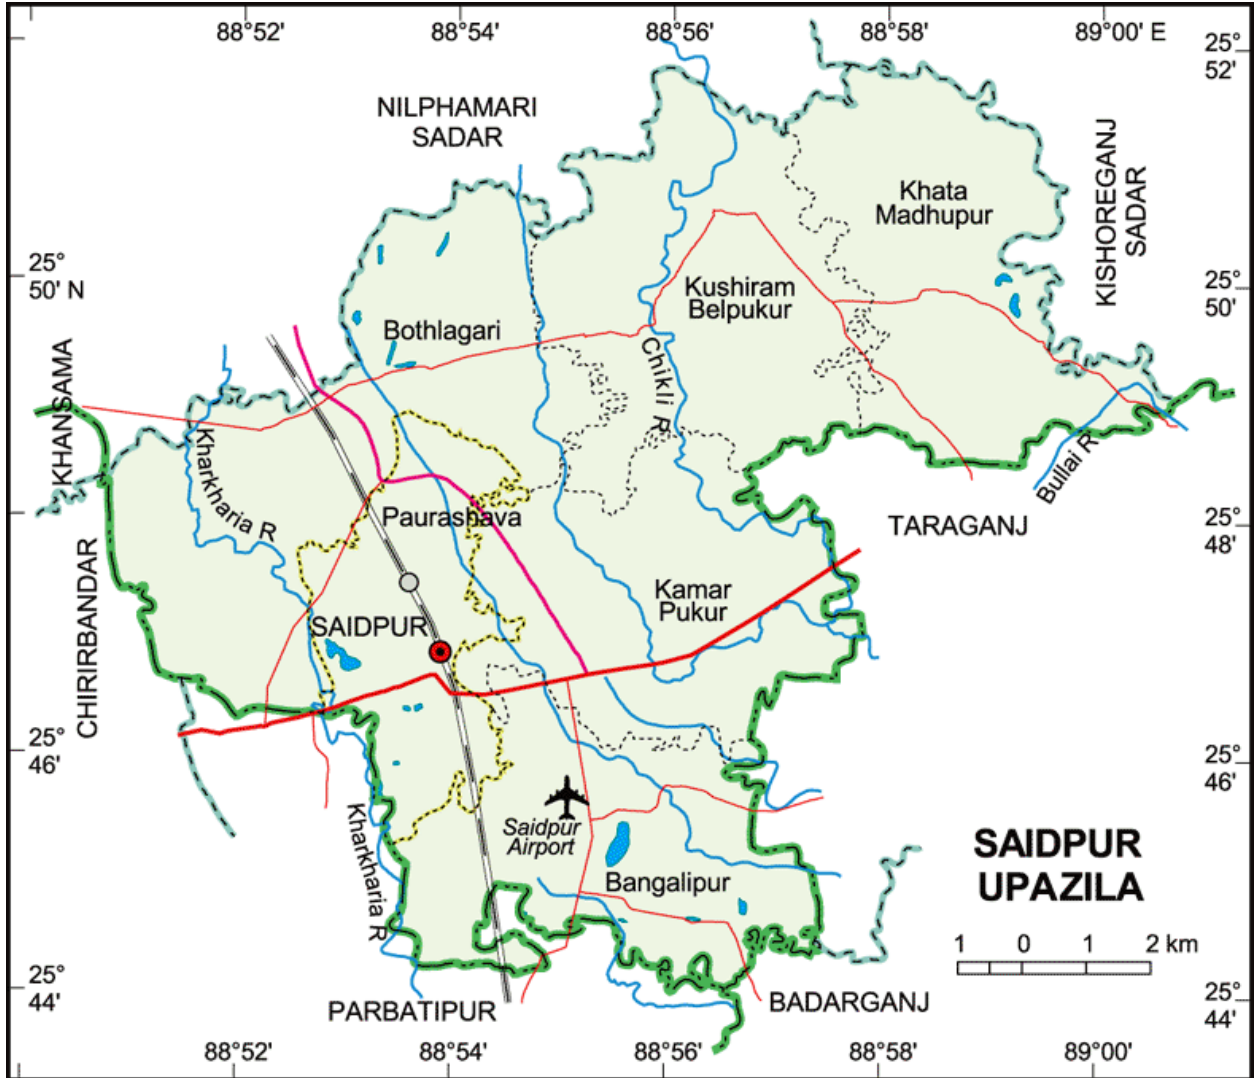 88°52'
88°54'
88°56'
88°58'
89°00' E
25°
52'
NILPHAMARI
SADAR
KISHOREGANJ
SADAR
Khata
Madhupur
25°
50' N
25°
50'
Kushiram
Belpukur
Bothlagari
Chikli R
KHANSAMA
Kharkharia R
Bullai R
Paurashava
TARAGANJ
25°
48'
CHIRIRBANDAR
Kamar
Pukur
SAIDPUR
25°
46'
25°
46'
Kharkharia R
Saidpur
Airport
Bangalipur
SAIDPUR
UPAZILA
1 0 1 2 km
25°
44'
25°
44'
PARBATIPUR
BADARGANJ
88°52'
88°54'
88°56'
88°58'
89°00'